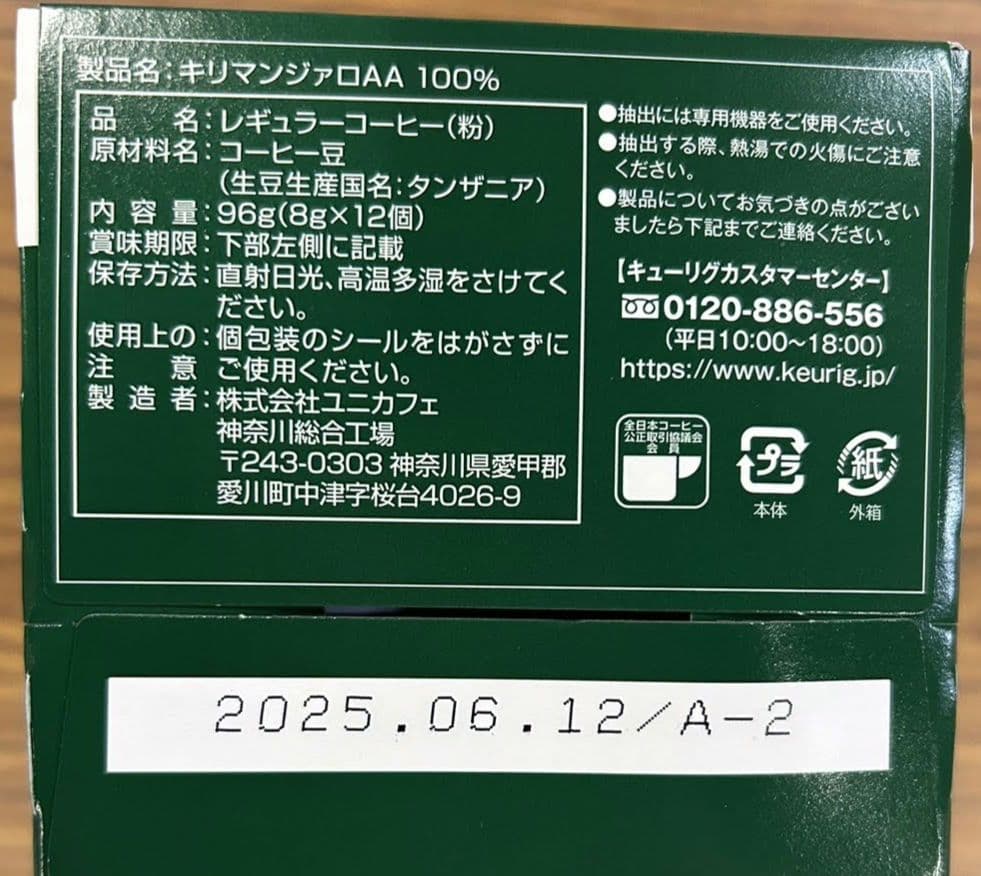 製品名：キリマンジァロAA 100%
品名：レギュラーコーヒー（粉）
原材料名：コーヒー豆
（生豆生産国名：タンザニア）
内容量：96g(8g×12個)
賞味期限：下部左側に記載
保存方法：直射日光、高温多湿をさけてく
ださい。
使用上の：個包装のシールをはがさずに
注意 ご使用ください。
製造者：株式会社ユニカフェ
神奈川総合工場
〒243-0303 神奈川県愛甲郡
愛川町中津字桜台4026-9
●抽出には専用機器をご使用ください。
●抽出する際、熱湯での火傷にご注意
ください。
●製品についてお気づきの点がござい
ましたら下記までご連絡ください。
【キューリグカスタマーセンター】
0120-886-556
（平日10:00～18:00）
https://www.keurig.jp/
全日本コーヒー
公正取引協議会
会員
プラ
本体
紙
外箱
2025.06.12/A-2